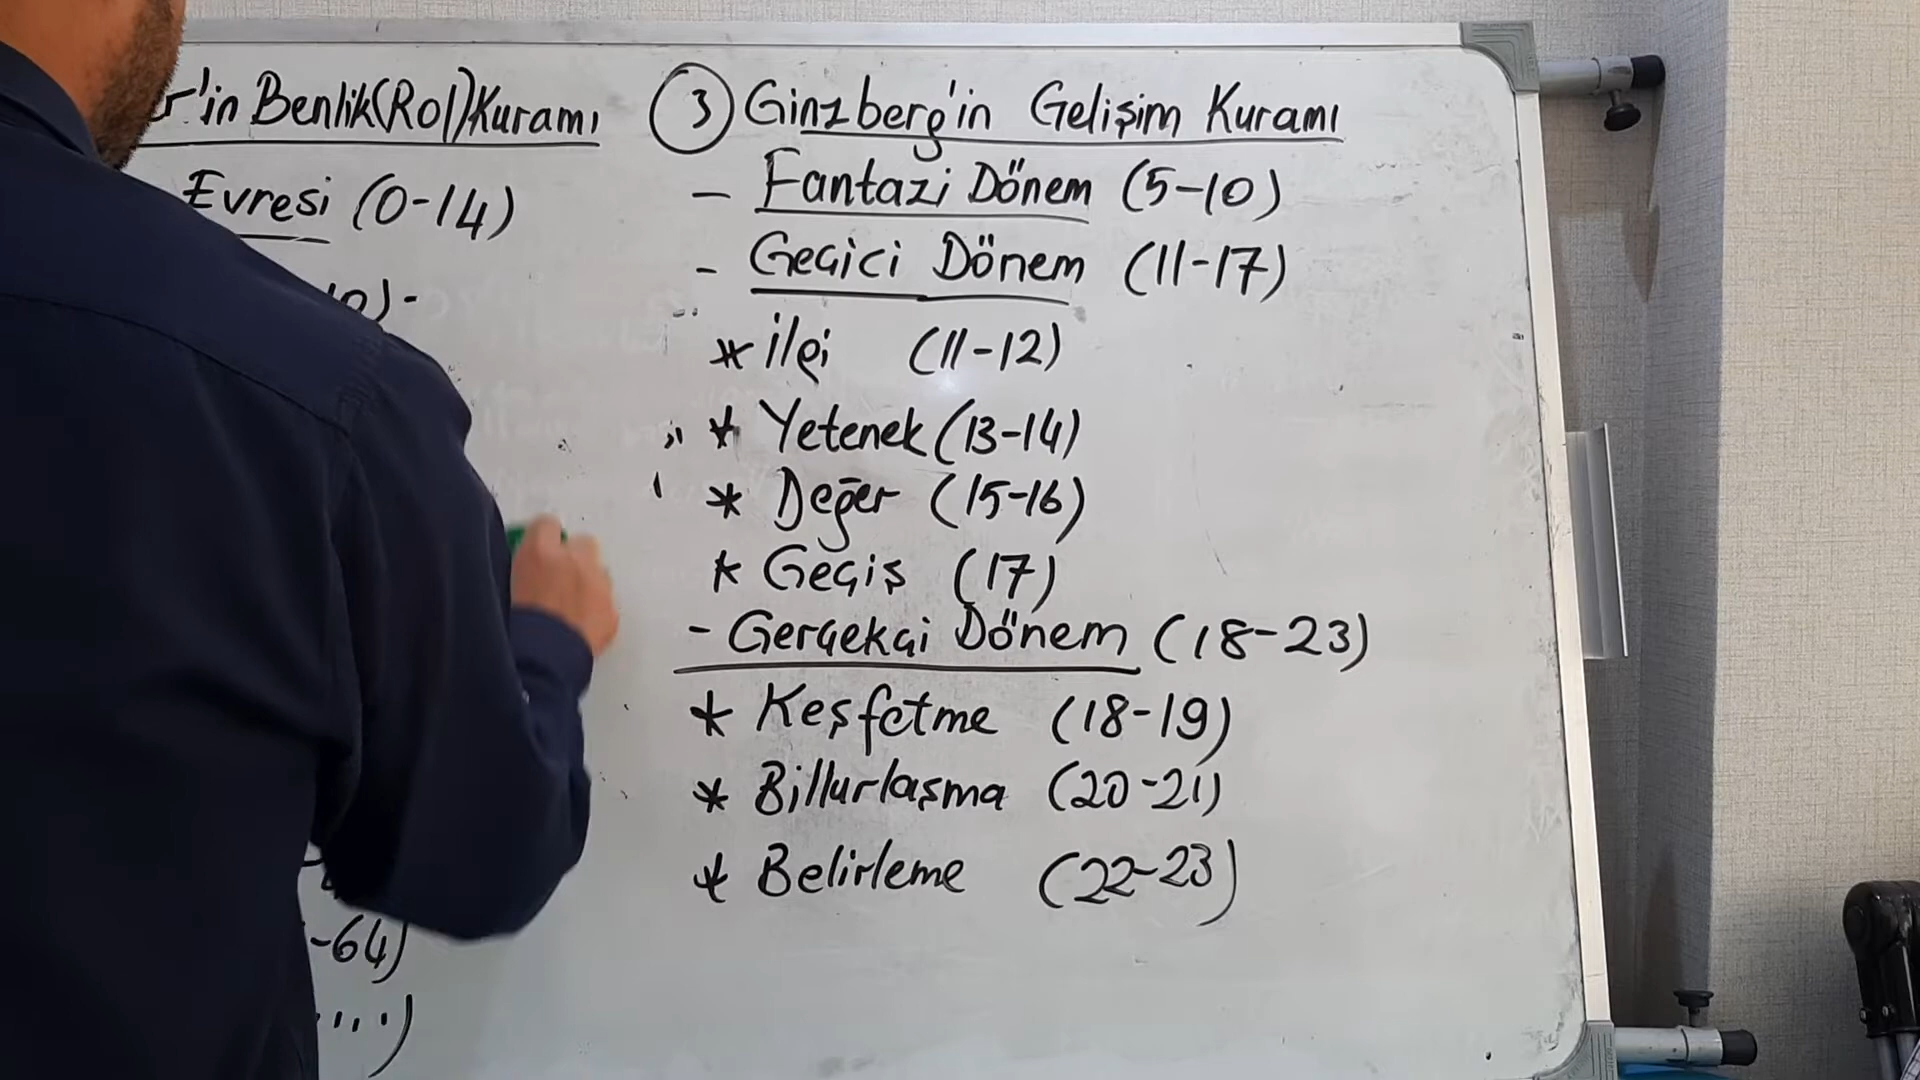 'in Benlik(Rol)Kuramı
Evresi (0-14)
-64)
3 Ginzberg'in Gelişim Kuramı
- Fantazi Dönem (5-10)
- Geçici Dönem (11-17)
* İlgi (11-12)
* Yetenek (13-14)
* Değer (15-16)
* Geçiş (17)
- Gerçekçi Dönem (18-23)
* Keşfetme (18-19)
* Billurlaşma (20-21)
* Belirleme (22-23)